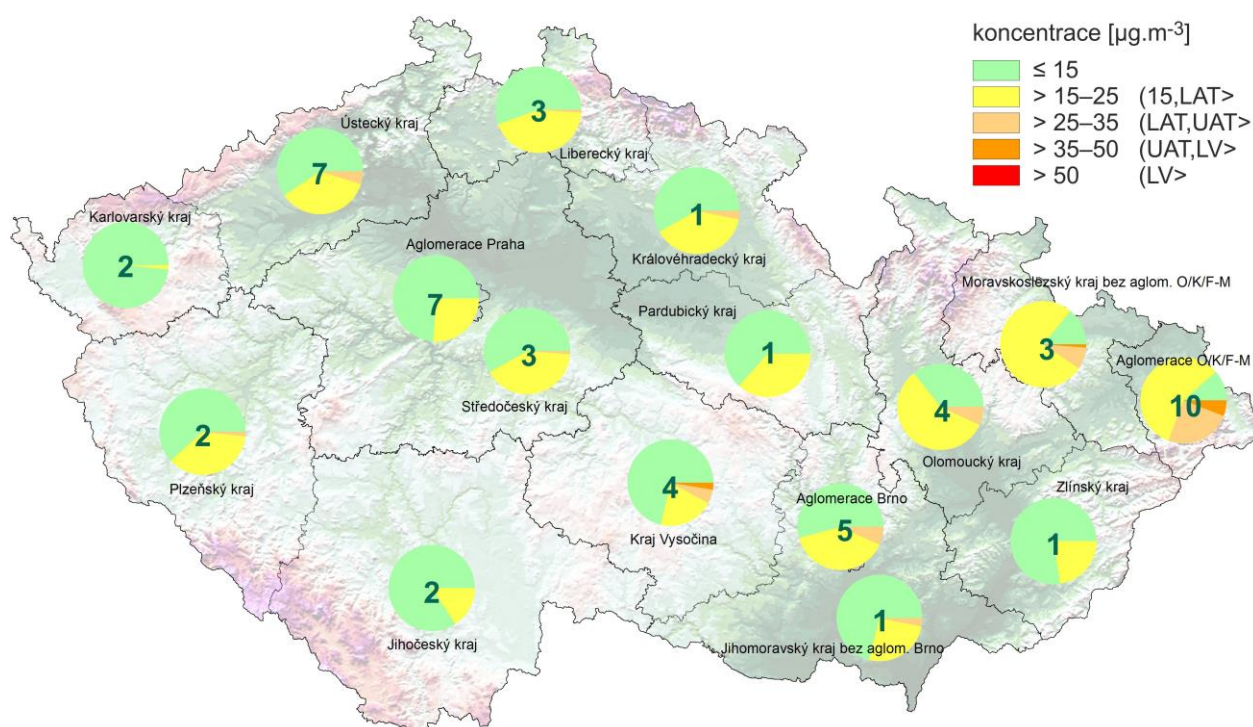 koncentrace [µg.m-3]
≤ 15
> 15–25 (15,LAT>
> 25–35 (LAT,UAT>
> 35–50 (UAT,LV>
> 50 (LV>
3
Liberecký kraj
Ústecký kraj
7
Karlovarský kraj
2
1
Královéhradecký kraj
Aglomerace Praha
7
3
Středočeský kraj
Pardubický kraj
1
Moravskoslezský kraj bez aglom. O/K/F-M
3
Aglomerace O/K/F-M
10
4
Olomoucký kraj
2
Plzeňský kraj
4
Kraj Vysočina
Aglomerace Brno
5
Zlínský kraj
1
2
Jihočeský kraj
1
Jihomoravský kraj bez aglom. Brno